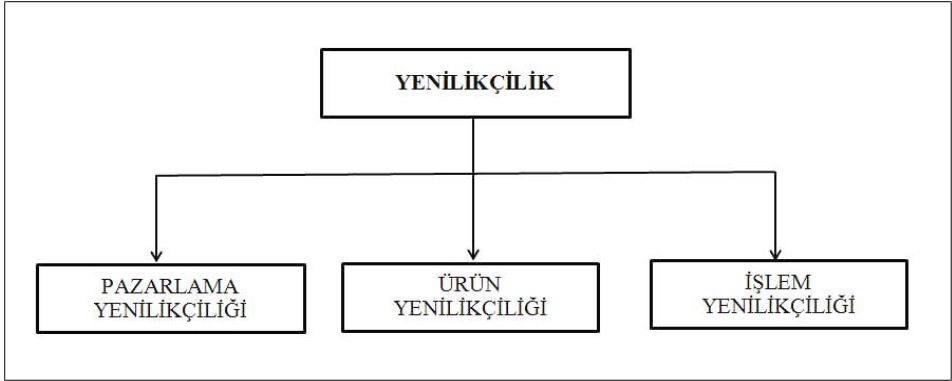 YENİLİKÇİLİK
PAZARLAMA
YENİLİKÇİLİĞİ
ÜRÜN
YENİLİKÇİLİĞİ
İŞLEM
YENİLİKÇİLİĞİ